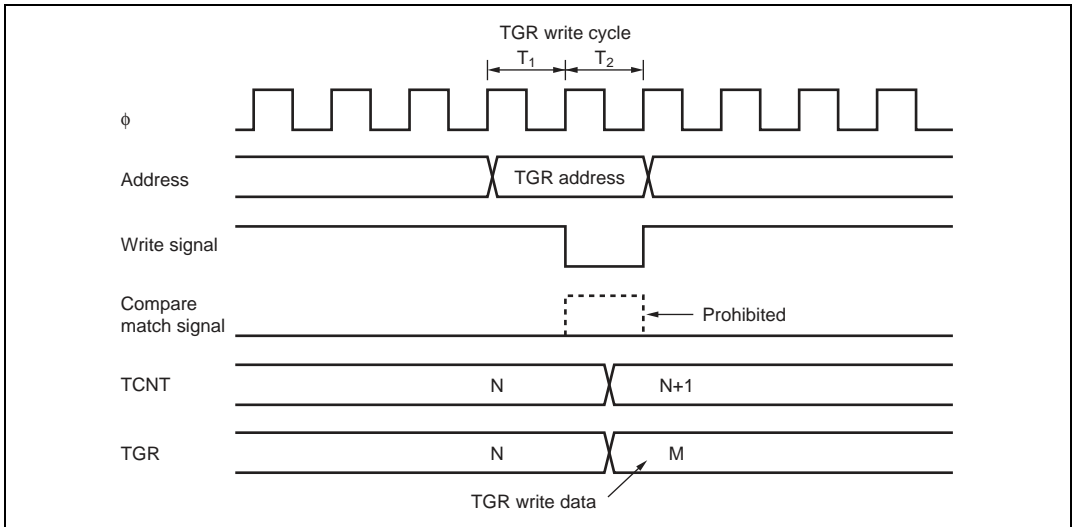 TGR write cycle
T₁ T₂
φ
Address TGR address
Write signal
Compare
match signal
Prohibited
TCNT N N+1
TGR N M
TGR write data